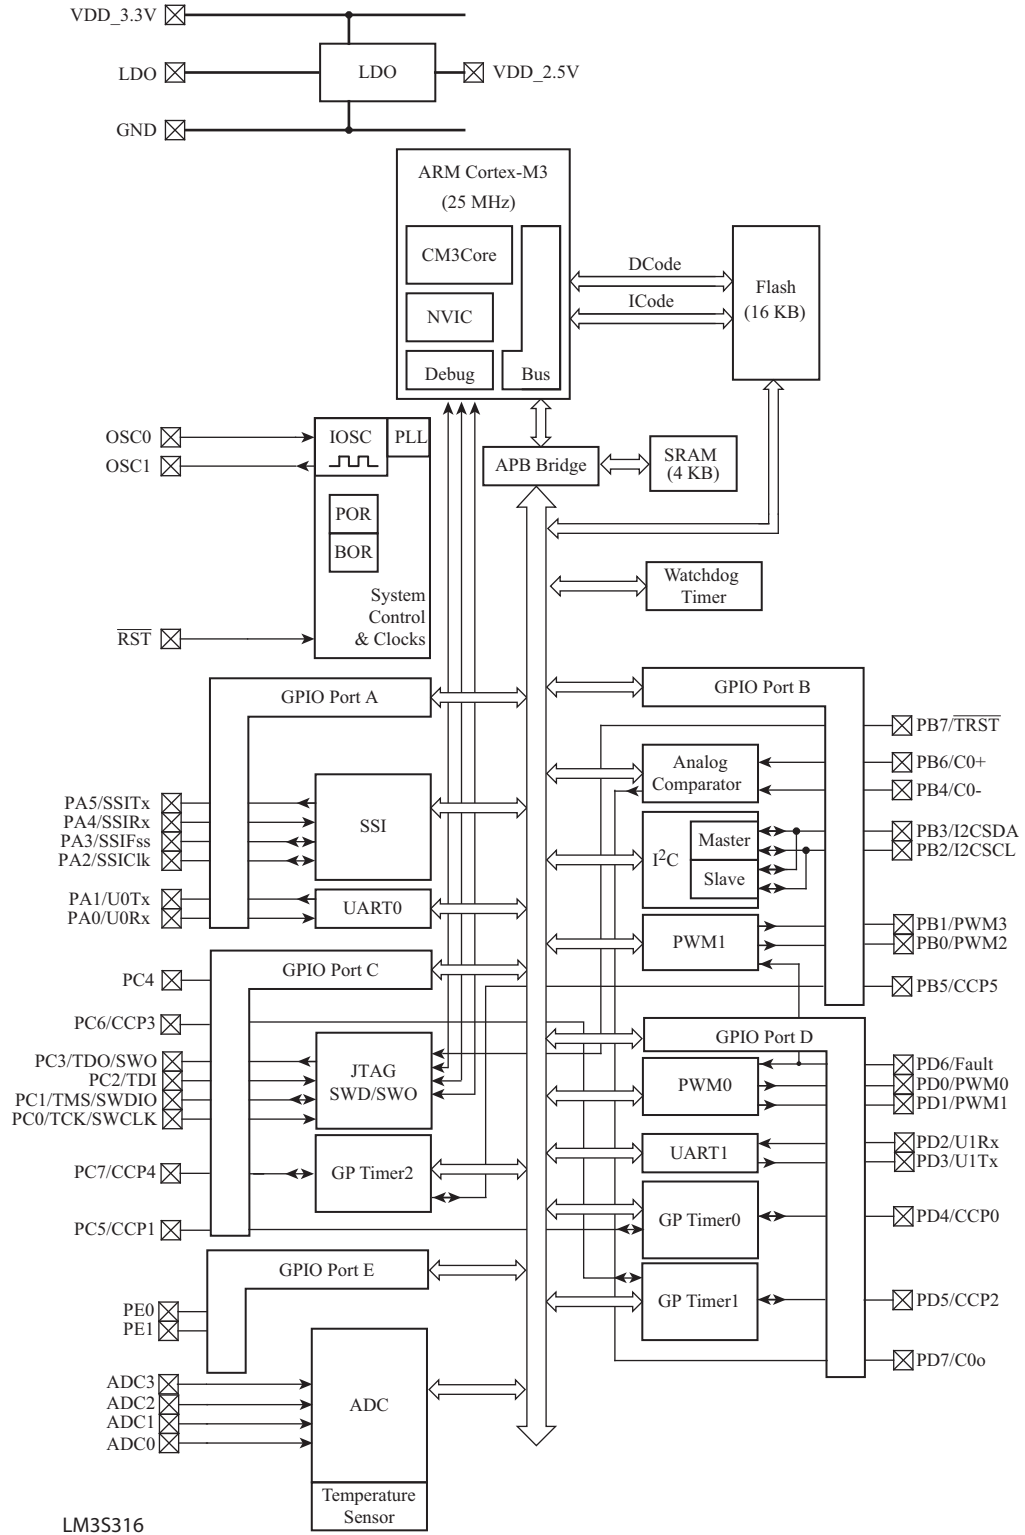 VDD_3.3V
LDO
LDO
VDD_2.5V
GND
ARM Cortex-M3
(25 MHz)
CM3Core
NVIC
Debug
Bus
DCode
ICode
Flash
(16 KB)
OSC0
OSC1
IOSC
PLL
POR
BOR
System
Control
& Clocks
RST
APB Bridge
SRAM
(4 KB)
Watchdog
Timer
GPIO Port A
PA5/SSITx
PA4/SSIRx
PA3/SSIFss
PA2/SSIClk
SSI
PA1/U0Tx
PA0/U0Rx
UART0
GPIO Port B
PB7/TRST
Analog
Comparator
PB6/C0+
PB4/C0-
I2C
Master
Slave
PB3/I2CSDA
PB2/I2CSCL
PWM1
PB1/PWM3
PB0/PWM2
PB5/CCP5
GPIO Port C
PC4
PC6/CCP3
PC3/TDO/SWO
PC2/TDI
PC1/TMS/SWDIO
PC0/TCK/SWCLK
JTAG
SWD/SWO
PC7/CCP4
GP Timer2
PC5/CCP1
GPIO Port D
PWM0
PD6/Fault
PD0/PWM0
PD1/PWM1
UART1
PD2/U1Rx
PD3/U1Tx
GP Timer0
PD4/CCP0
GP Timer1
PD5/CCP2
PD7/C0o
GPIO Port E
PE0
PE1
ADC3
ADC2
ADC1
ADC0
ADC
Temperature
Sensor
LM3S316